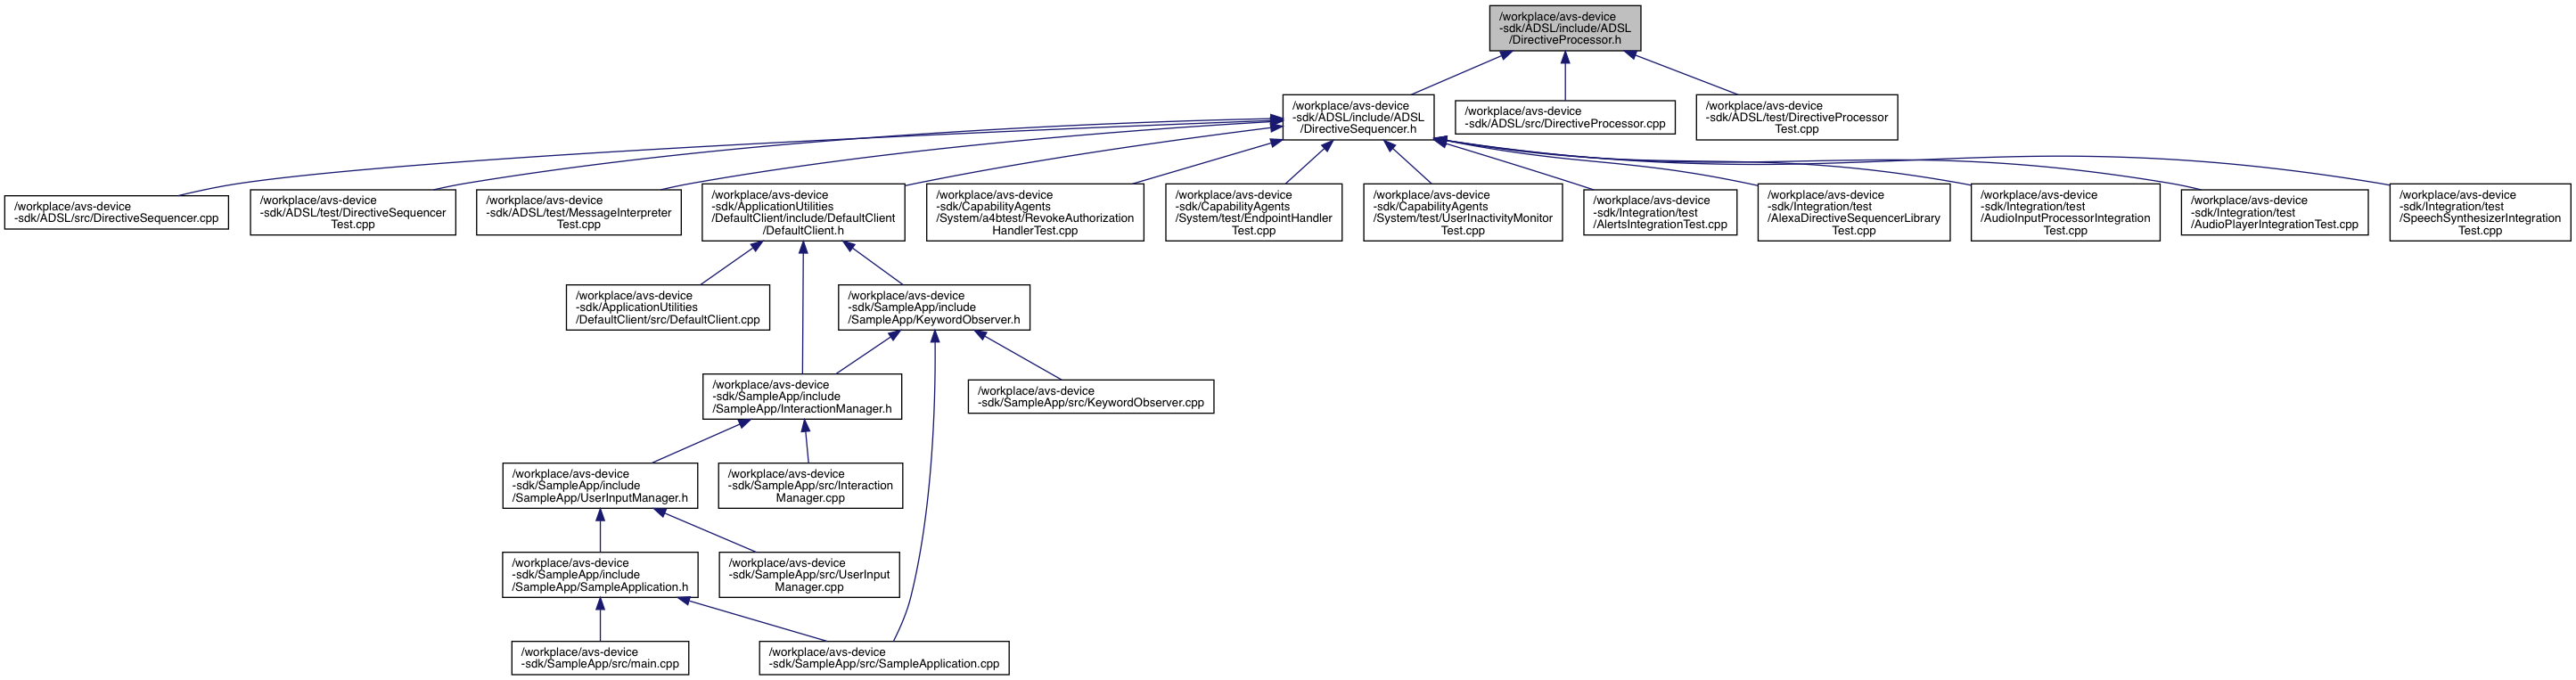 /workplace/avs-device
-sdk/ADSL/include/ADSL
/DirectiveProcessor.h
/workplace/avs-device
-sdk/ADSL/include/ADSL
/DirectiveSequencer.h
/workplace/avs-device
-sdk/ADSL/src/DirectiveProcessor.cpp
/workplace/avs-device
-sdk/ADSL/test/DirectiveProcessor
Test.cpp
/workplace/avs-device
-sdk/ADSL/src/DirectiveSequencer.cpp
/workplace/avs-device
-sdk/ADSL/test/DirectiveSequencer
Test.cpp
/workplace/avs-device
-sdk/ADSL/test/MessageInterpreter
Test.cpp
/workplace/avs-device
-sdk/ApplicationUtilities
/DefaultClient/include/DefaultClient
/DefaultClient.h
/workplace/avs-device
-sdk/CapabilityAgents
/System/a4btest/RevokeAuthorization
HandlerTest.cpp
/workplace/avs-device
-sdk/CapabilityAgents
/System/test/EndpointHandler
Test.cpp
/workplace/avs-device
-sdk/CapabilityAgents
/System/test/UserInactivityMonitor
Test.cpp
/workplace/avs-device
-sdk/Integration/test
/AlertsIntegrationTest.cpp
/workplace/avs-device
-sdk/Integration/test
/AlexaDirectiveSequencerLibrary
Test.cpp
/workplace/avs-device
-sdk/Integration/test
/AudioInputProcessorIntegration
Test.cpp
/workplace/avs-device
-sdk/Integration/test
/AudioPlayerIntegrationTest.cpp
/workplace/avs-device
-sdk/Integration/test
/SpeechSynthesizerIntegration
Test.cpp
/workplace/avs-device
-sdk/ApplicationUtilities
/DefaultClient/src/DefaultClient.cpp
/workplace/avs-device
-sdk/SampleApp/include
/SampleApp/KeywordObserver.h
/workplace/avs-device
-sdk/SampleApp/include
/SampleApp/InteractionManager.h
/workplace/avs-device
-sdk/SampleApp/src/KeywordObserver.cpp
/workplace/avs-device
-sdk/SampleApp/include
/SampleApp/UserInputManager.h
/workplace/avs-device
-sdk/SampleApp/src/Interaction
Manager.cpp
/workplace/avs-device
-sdk/SampleApp/include
/SampleApp/SampleApplication.h
/workplace/avs-device
-sdk/SampleApp/src/UserInput
Manager.cpp
/workplace/avs-device
-sdk/SampleApp/src/main.cpp
/workplace/avs-device
-sdk/SampleApp/src/SampleApplication.cpp